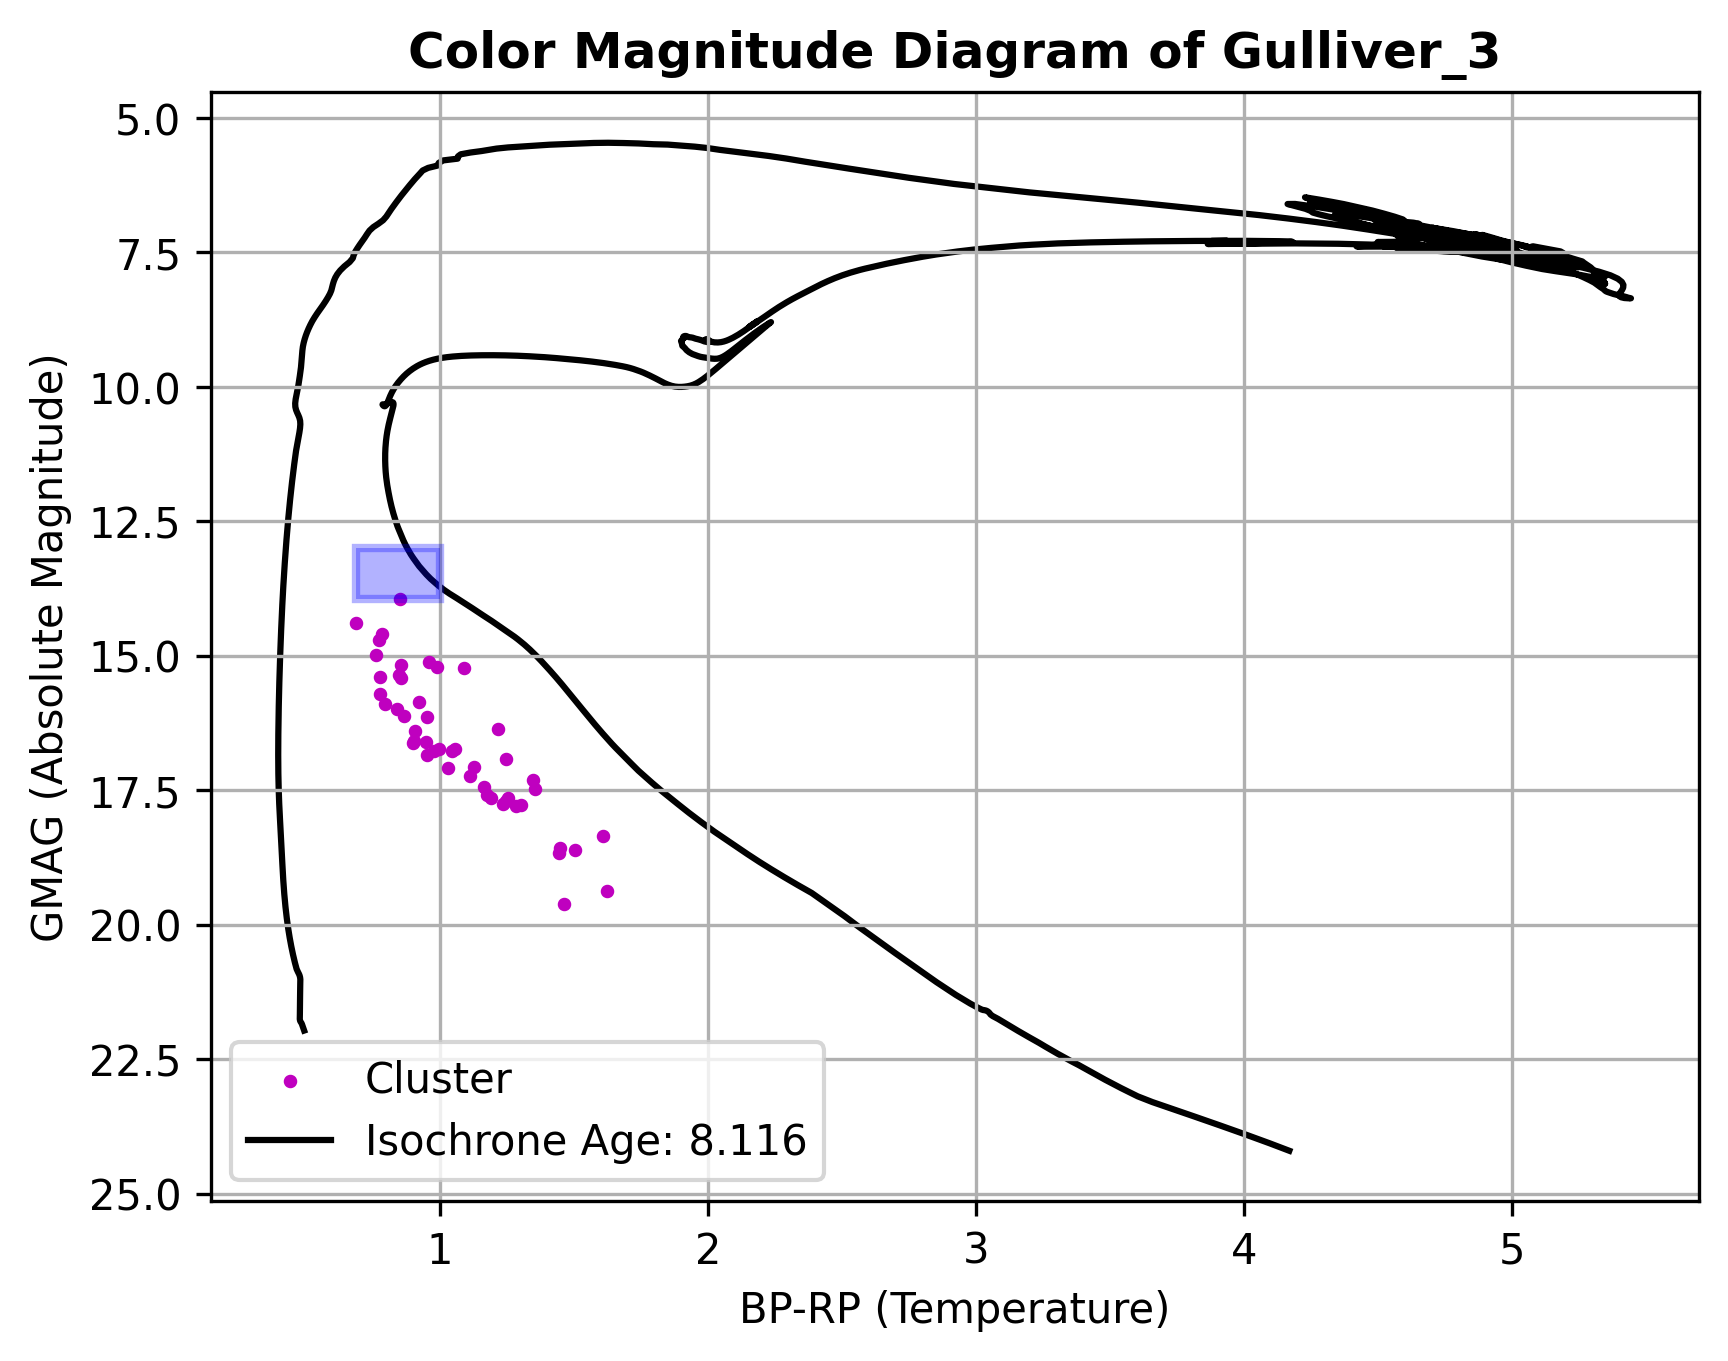 Color Magnitude Diagram of Gulliver_3
GMAG (Absolute Magnitude)
5.0
7.5
10.0
12.5
15.0
17.5
20.0
22.5
25.0
Cluster
Isochrone Age: 8.116
1 2 3 4 5
BP-RP (Temperature)